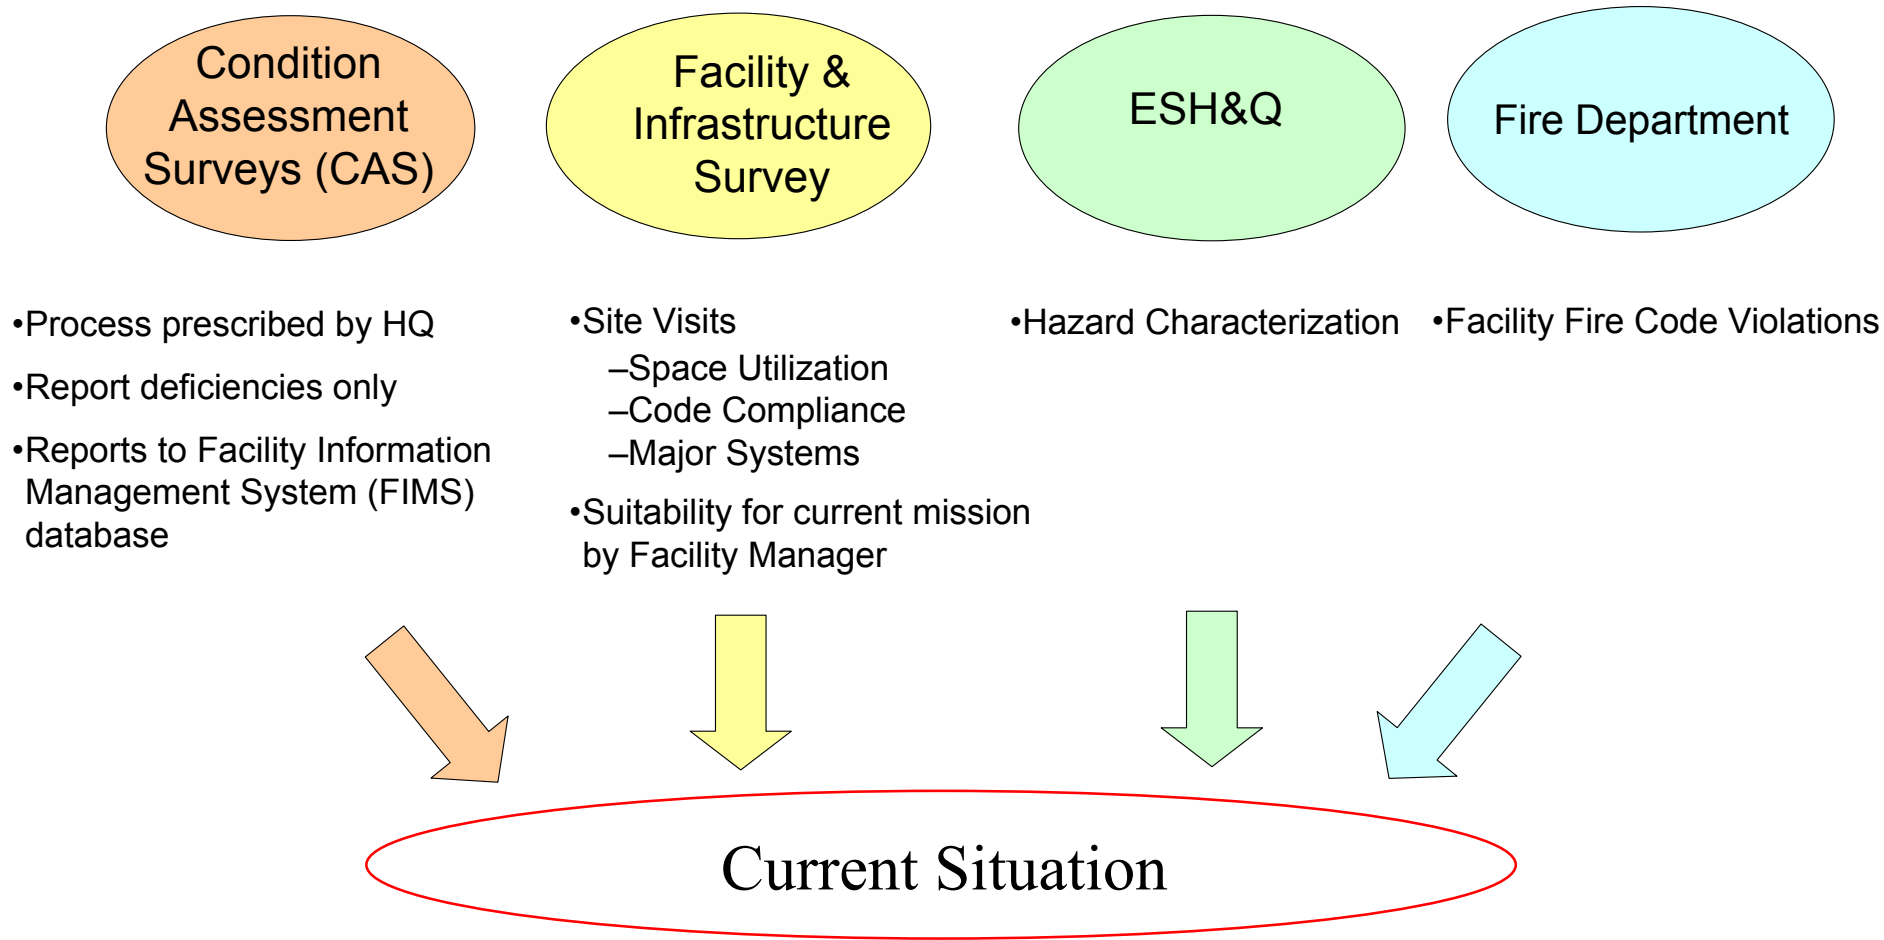 Condition
Assessment
Surveys (CAS)
Facility &
Infrastructure
Survey
ESH&Q
Fire Department
•Process prescribed by HQ
•Report deficiencies only
•Reports to Facility Information
Management System (FIMS)
database
•Site Visits
–Space Utilization
–Code Compliance
–Major Systems
•Suitability for current mission
by Facility Manager
•Hazard Characterization
•Facility Fire Code Violations
Current Situation